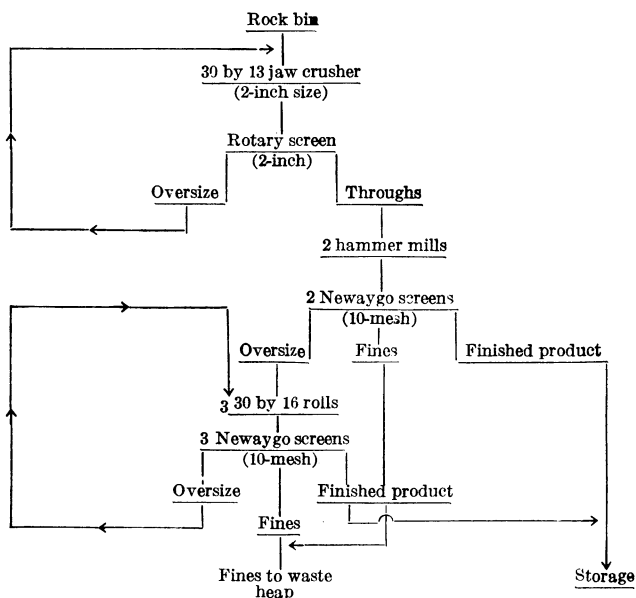 Rock bin
30 by 13 jaw crusher
(2-inch size)
Rotary screen
(2-inch)
Oversize
Throughs
2 hammer mills
2 Newaygo screens
(10-mesh)
Oversize
Fines
Finished product
3 30 by 16 rolls
3 Newaygo screens
(10-mesh)
Oversize
Finished product
Fines
Fines to waste
heap
Storage